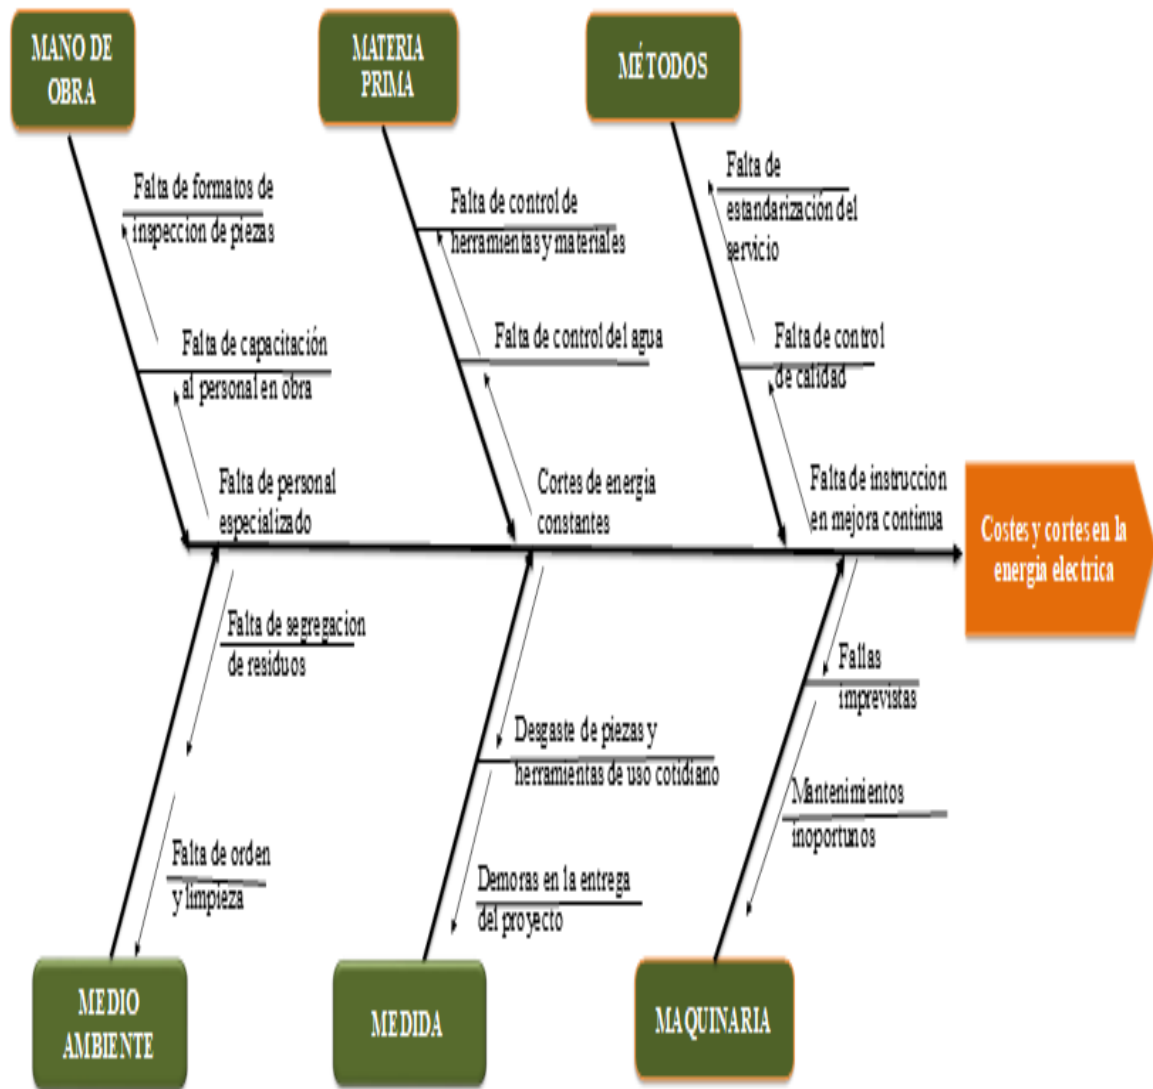 MANO DE
OBRA
MATERIA
PRIMA
MÉTODOS
Falta de formatos de
inspeccion de piezas
Falta de capacitación
al personal en obra
Falta de personal
especializado
Falta de control de
herramientas y materiales
Falta de control del agua
Cortes de energia
constantes
Falta de
estandarización del
servicio
Falta de control
de calidad
Falta de instruccion
en mejora continua
Costes y cortes en la
energia electrica
Falta de segregacion
de residuos
Falta de orden
y limpieza
Desgaste de piezas y
herramientas de uso cotidiano
Demoras en la entrega
del proyecto
Fallas
imprevistas
Mantenimientos
inoportunos
MEDIO
AMBIENTE
MEDIDA
MAQUINARIA